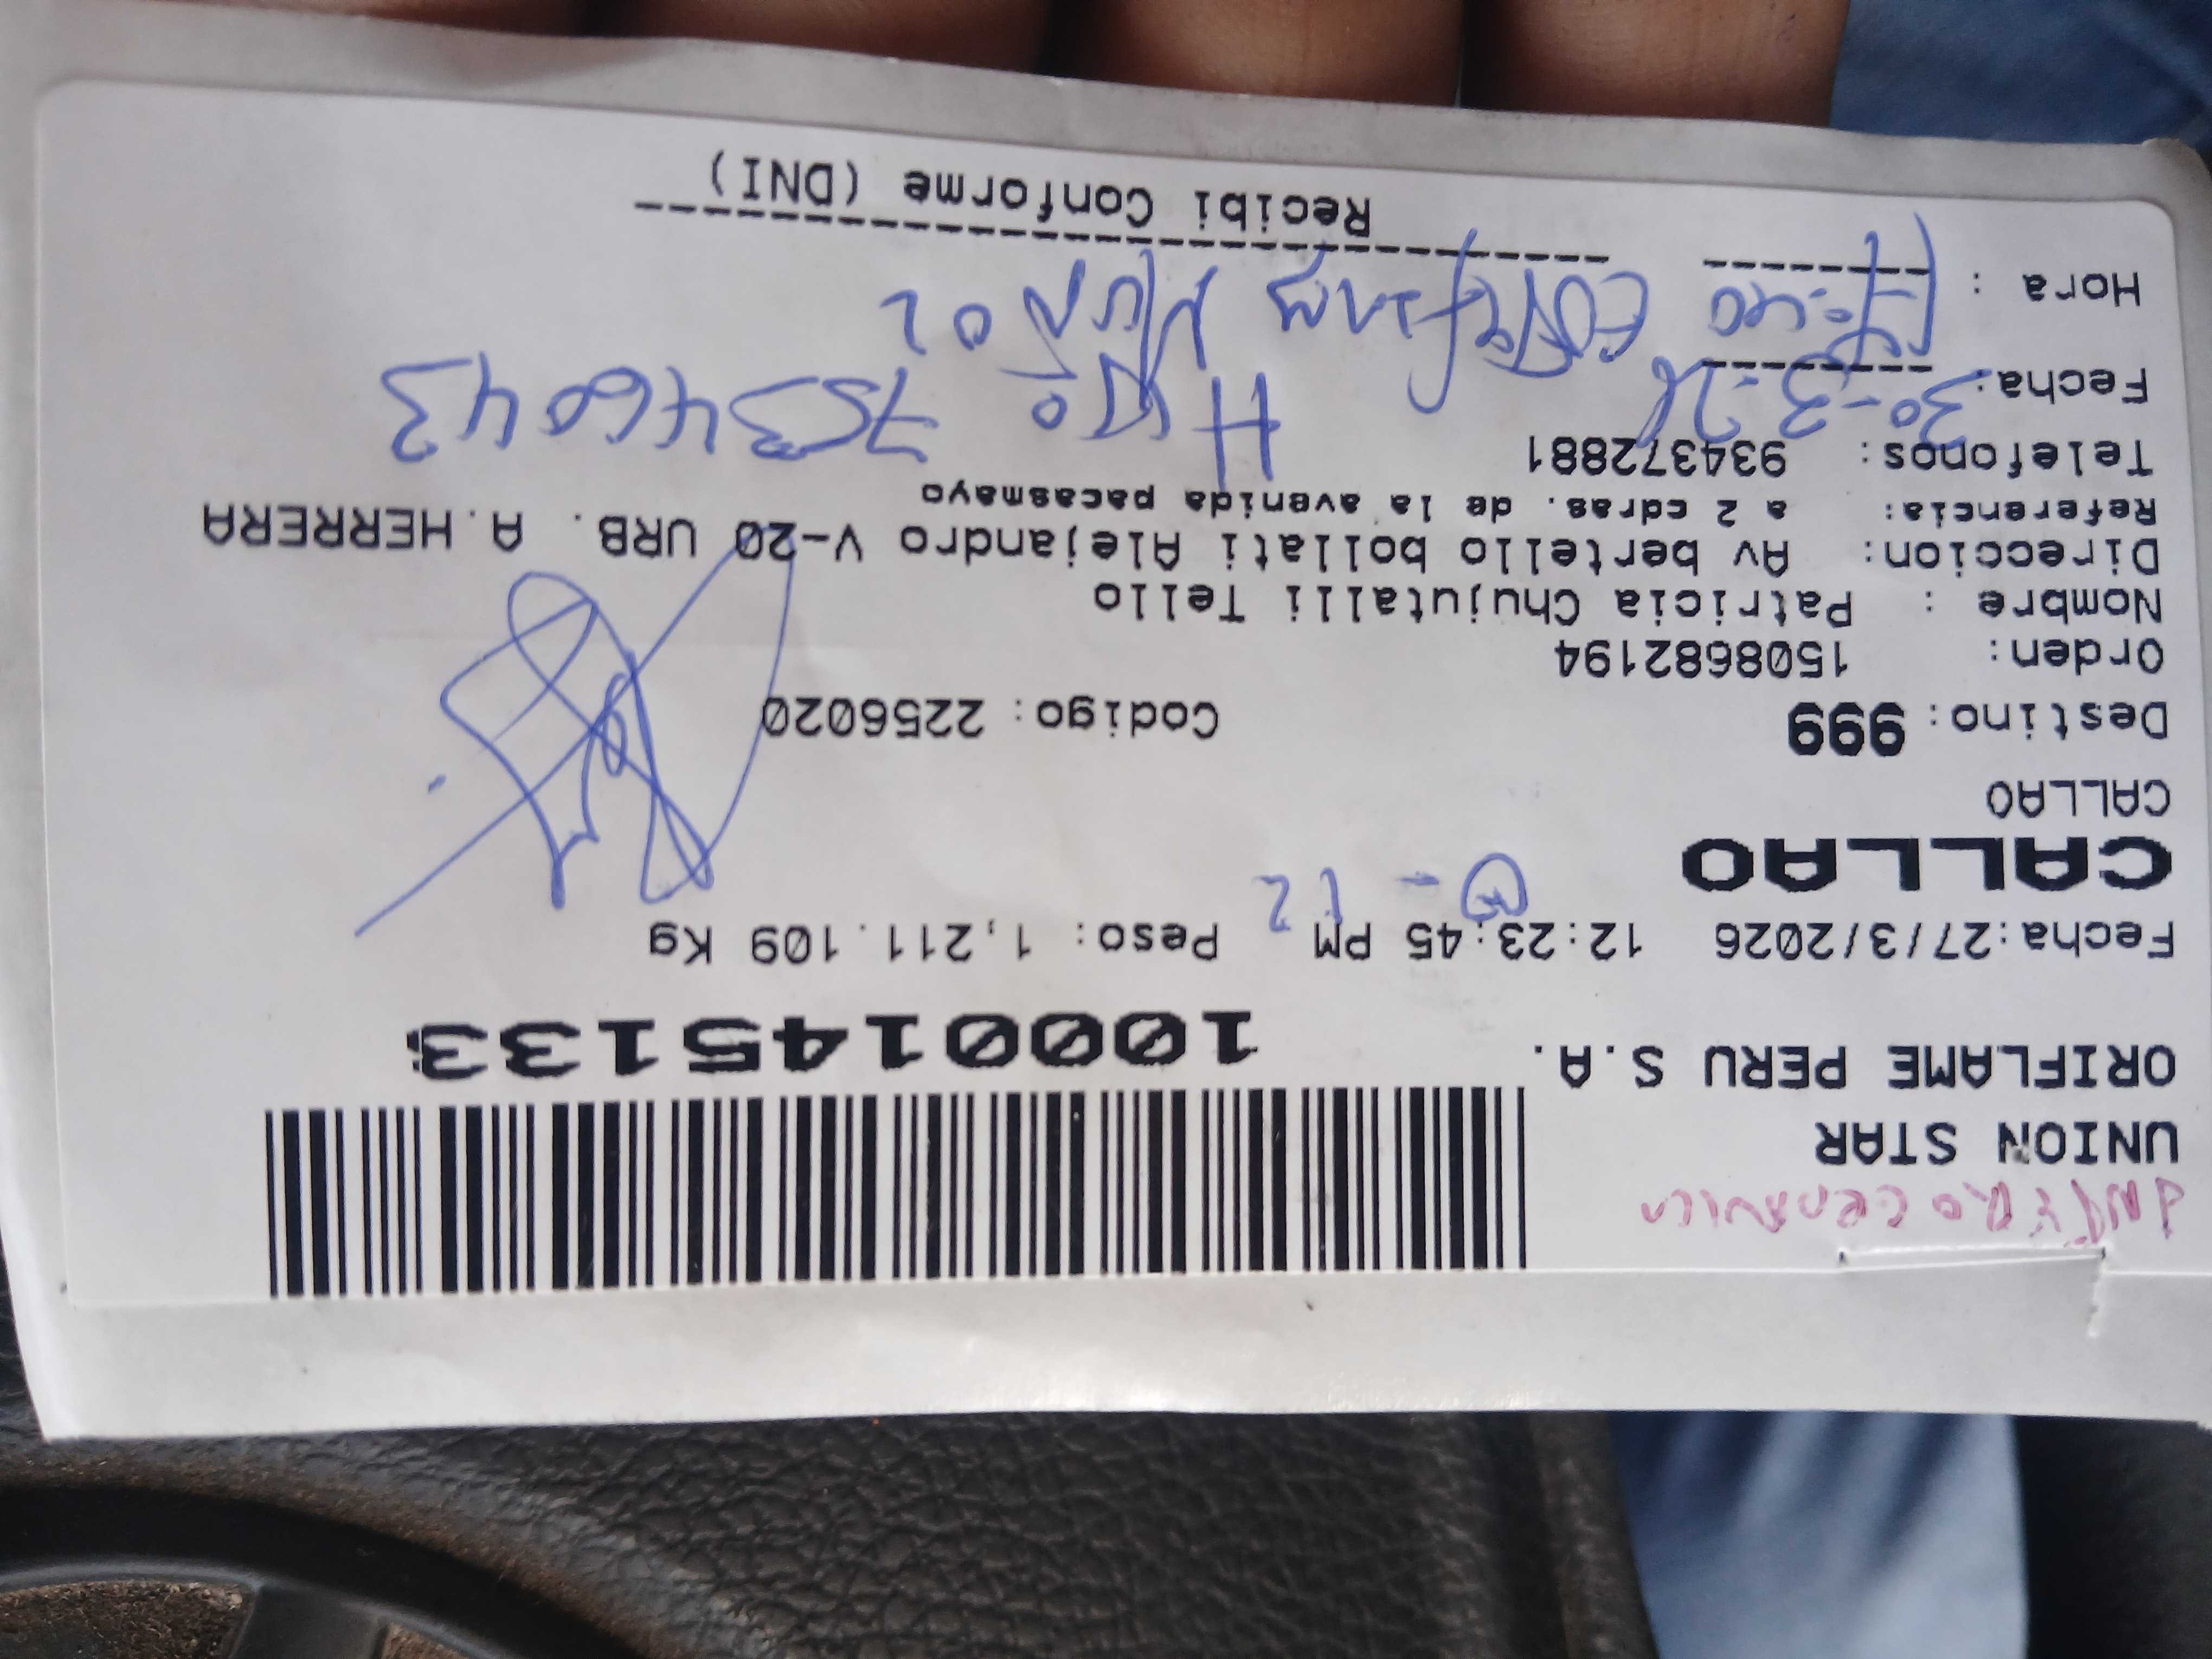 UNION STAR
ORIFLAME PERU S.A.
1000145133
Fecha:27/3/2026 12:23:45 PM Peso: 1,211.109 Kg
CALLAO
CALLAO
Destino: 999 Codigo: 2256020
Orden: 1508682194
Nombre : Patricia Chujutalli Tello
Direccion: Av bertello bollati Alejandro V-20 URB. A.HERRERA
Referencia: a 2 cdras. de la avenida pacasmayo
Telefonos: 934372881
Fecha: 30-3-26 Hijo 75346043
Hora :
Recibi Conforme (DNI)